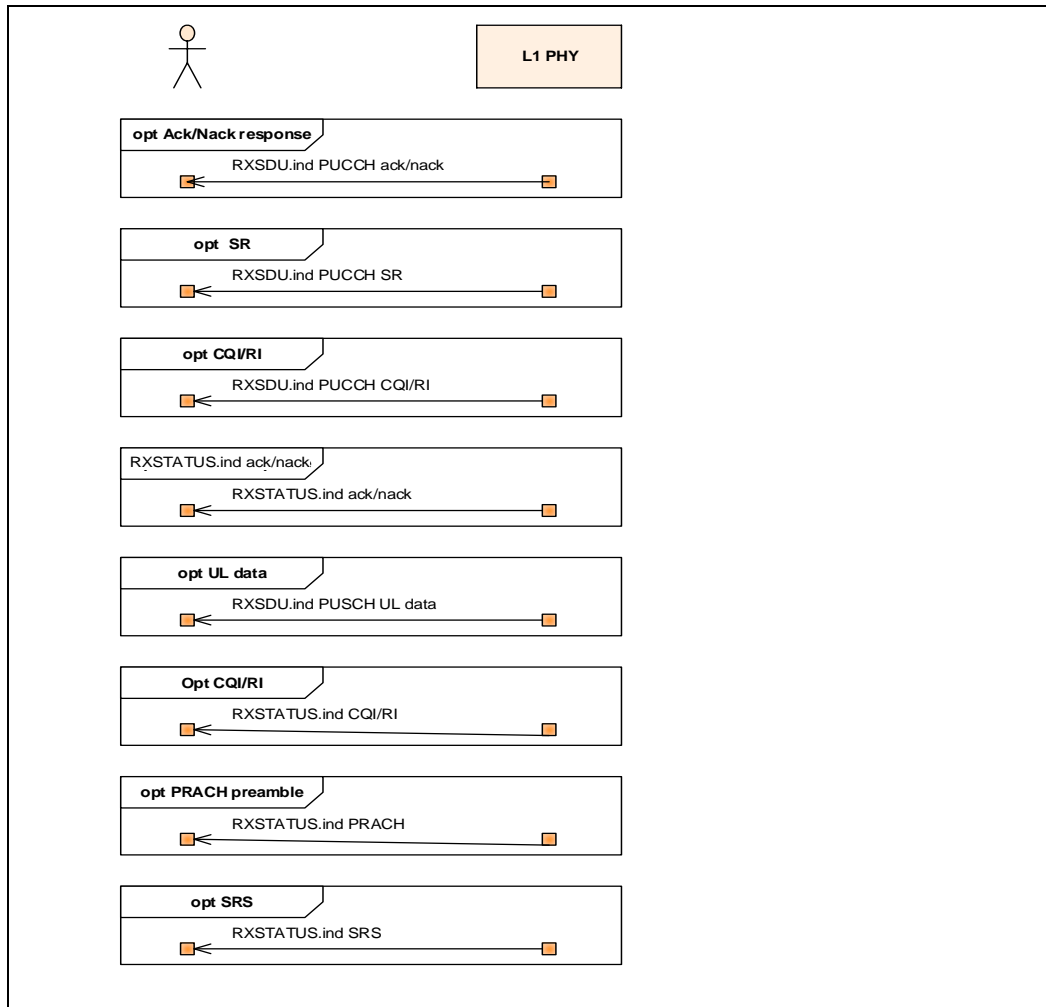 L1 PHY
opt Ack/Nack response
RXSDU.ind PUCCH ack/nack
opt SR
RXSDU.ind PUCCH SR
opt CQI/RI
RXSDU.ind PUCCH CQI/RI
RXSTATUS.ind ack/nack
RXSTATUS.ind ack/nack
opt UL data
RXSDU.ind PUSCH UL data
Opt CQI/RI
RXSTATUS.ind CQI/RI
opt PRACH preamble
RXSTATUS.ind PRACH
opt SRS
RXSTATUS.ind SRS